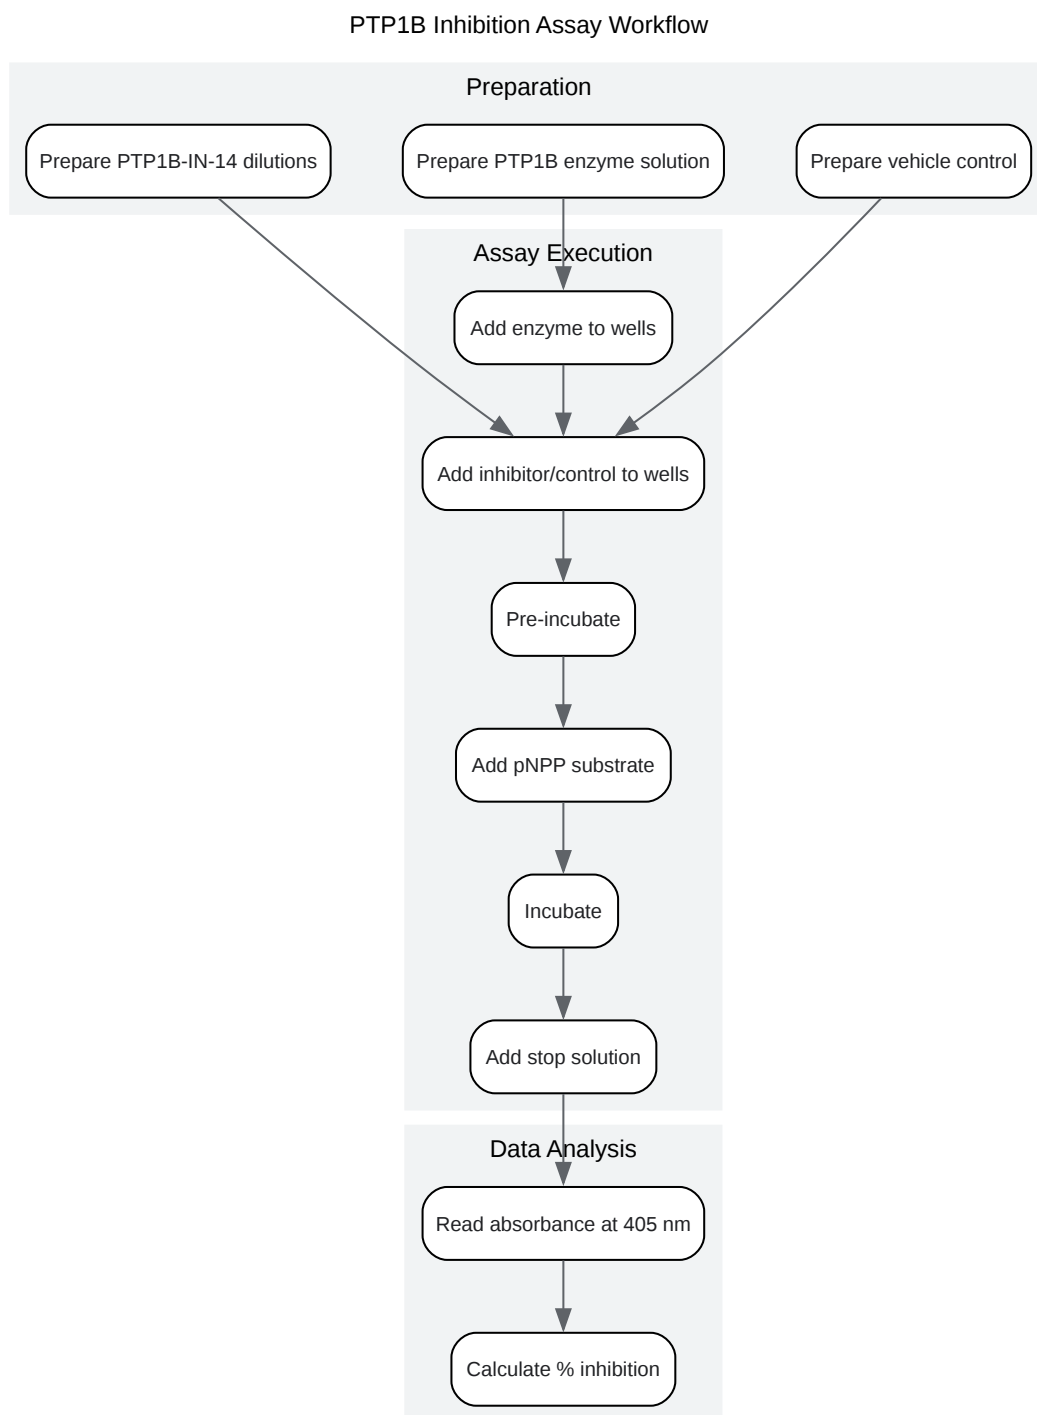 PTP1B Inhibition Assay Workflow
Preparation
Prepare PTP1B-IN-14 dilutions
Prepare PTP1B enzyme solution
Prepare vehicle control
Assay Execution
Add enzyme to wells
Add inhibitor/control to wells
Pre-incubate
Add pNPP substrate
Incubate
Add stop solution
Data Analysis
Read absorbance at 405 nm
Calculate % inhibition